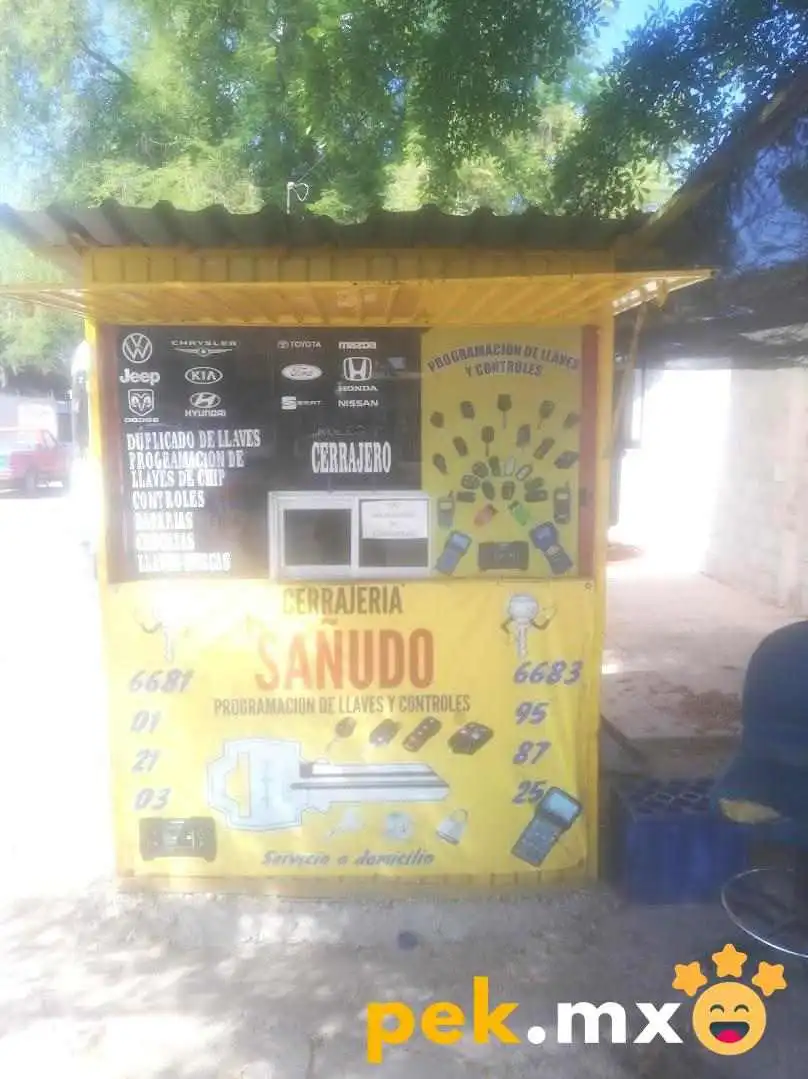 CHRYSLER
TOYOTA
mazda
Jeep
KIA
Ford
HONDA
DODGE
HYUNDAI
SEAT
NISSAN
PROGRAMACION DE LLAVES
Y CONTROLES
DUPLICADO DE LLAVES
PROGRAMACION DE
LLAVES DE CHIP
CONTROLES
CERRAJERO
CERRAJERIA
SAÑUDO
PROGRAMACION DE LLAVES Y CONTROLES
6681
01
21
03
6683
95
87
25
Servicio a domicilio
pek.mx